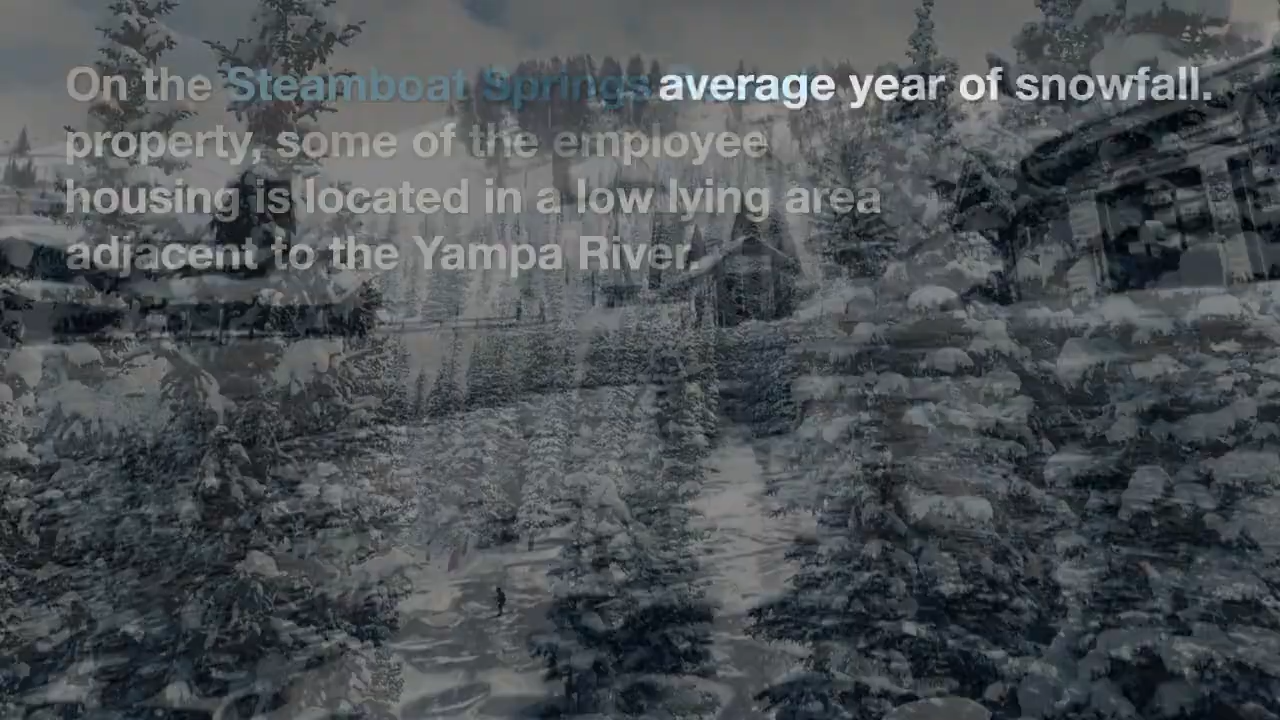 On the Steamboat Springs
average year of snowfall.
property, some of the employee
housing is located in a low lying area
adjacent to the Yampa River.